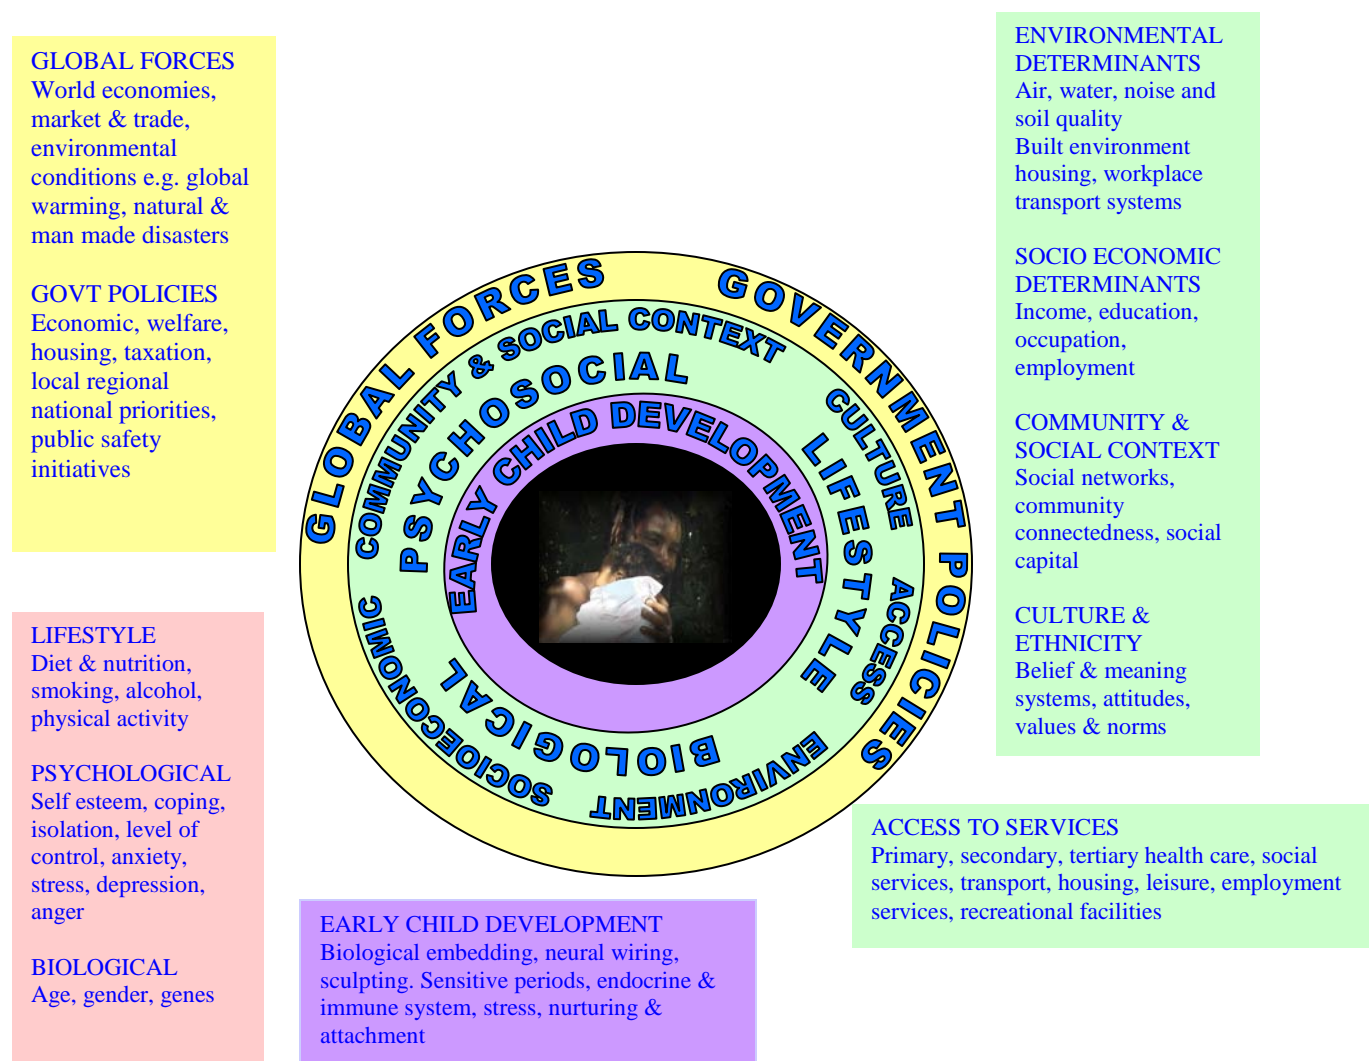 GLOBAL FORCES
World economies,
market & trade,
environmental
conditions e.g. global
warming, natural &
man made disasters
GOVT POLICIES
Economic, welfare,
housing, taxation,
local regional
national priorities,
public safety
initiatives
LIFESTYLE
Diet & nutrition,
smoking, alcohol,
physical activity
PSYCHOLOGICAL
Self esteem, coping,
isolation, level of
control, anxiety,
stress, depression,
anger
BIOLOGICAL
Age, gender, genes
GLOBAL FORCES
GOVERNMENT POLICIES
COMMUNITY & SOCIAL CONTEXT
CULTURE
ACCESS
ENVIRONMENT
SOCIOECONOMIC
PSYCHOSOCIAL
LIFESTYLE
BIOLOGICAL
EARLY CHILD DEVELOPMENT
EARLY CHILD DEVELOPMENT
Biological embedding, neural wiring,
sculpting. Sensitive periods, endocrine &
immune system, stress, nurturing &
attachment
ENVIRONMENTAL
DETERMINANTS
Air, water, noise and
soil quality
Built environment
housing, workplace
transport systems
SOCIO ECONOMIC
DETERMINANTS
Income, education,
occupation,
employment
COMMUNITY &
SOCIAL CONTEXT
Social networks,
community
connectedness, social
capital
CULTURE &
ETHNICITY
Belief & meaning
systems, attitudes,
values & norms
ACCESS TO SERVICES
Primary, secondary, tertiary health care, social
services, transport, housing, leisure, employment
services, recreational facilities